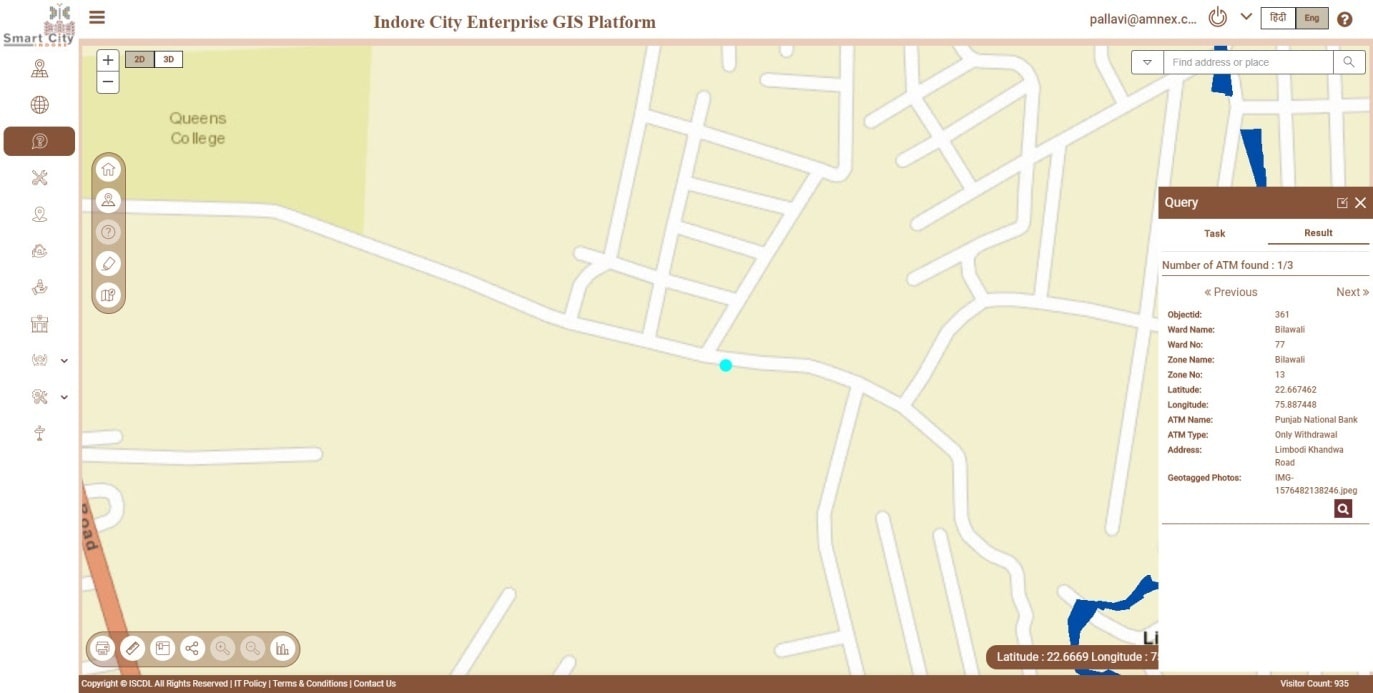 Smart City
INDORE
Indore City Enterprise GIS Platform
pallavi@amnex.c...
हिंदी
Eng
2D
3D
Find address or place
Queens
College
Query
Task
Result
Number of ATM found : 1/3
« Previous
Next »
Objectid: 361
Ward Name: Bilawali
Ward No: 77
Zone Name: Bilawali
Zone No: 13
Latitude: 22.667462
Longitude: 75.887448
ATM Name: Punjab National Bank
ATM Type: Only Withdrawal
Address: Limbodi Khandwa
Road
Geotagged Photos: IMG-
1576482138246.jpeg
Road
Li
Latitude : 22.6669 Longitude : 7
Copyright © ISCDL All Rights Reserved | IT Policy | Terms & Conditions | Contact Us
Visitor Count: 935